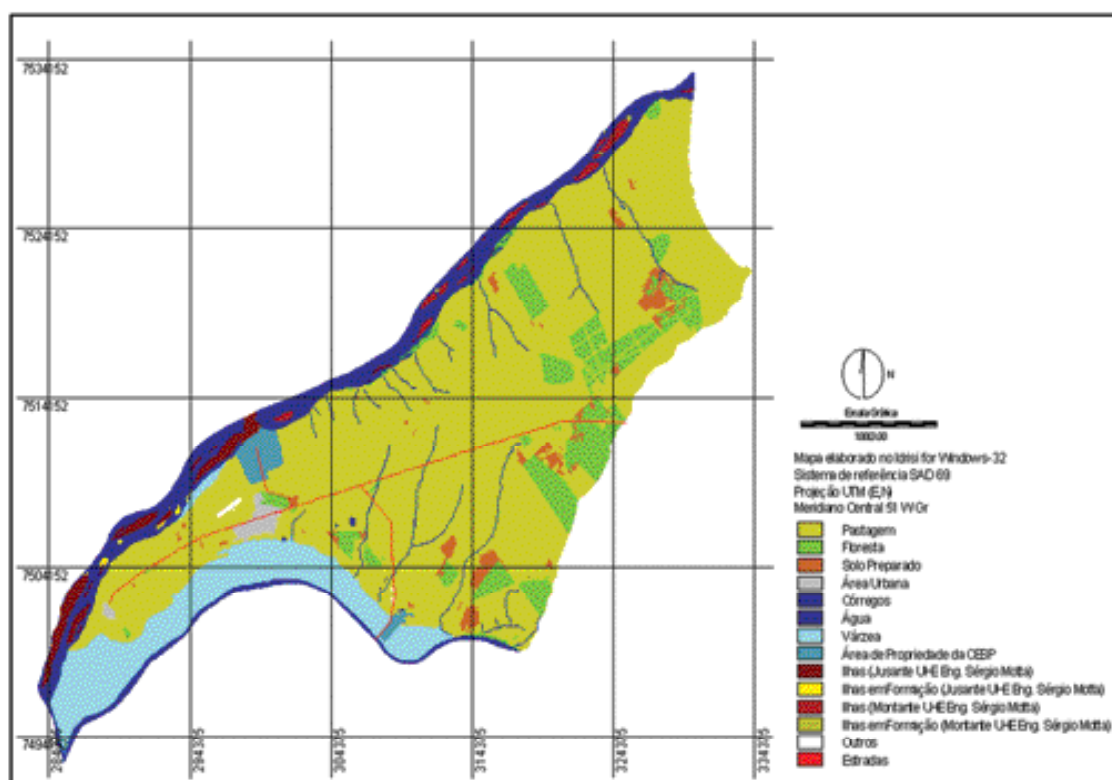 7534152
7524152
7514152
7504152
294305
304305
314305
324305
334305
N
Escala Gráfica
Mapa elaborado no Idrisi for Windows-32
Sistema de referência SAD 69
Projeção UTM (E,N)
Meridiano Central 51 W Gr
Pastagem
Floresta
Solo Preparado
Área Urbana
Córregos
Água
Várzea
Área de Propriedade da CESP
Ilhas (Jusante UHE Eng. Sérgio Motta)
Ilhas em Formação (Jusante UHE Eng. Sérgio Motta)
Ilhas (Montante UHE Eng. Sérgio Motta)
Ilhas em Formação (Montante UHE Eng. Sérgio Motta)
Outros
Estradas